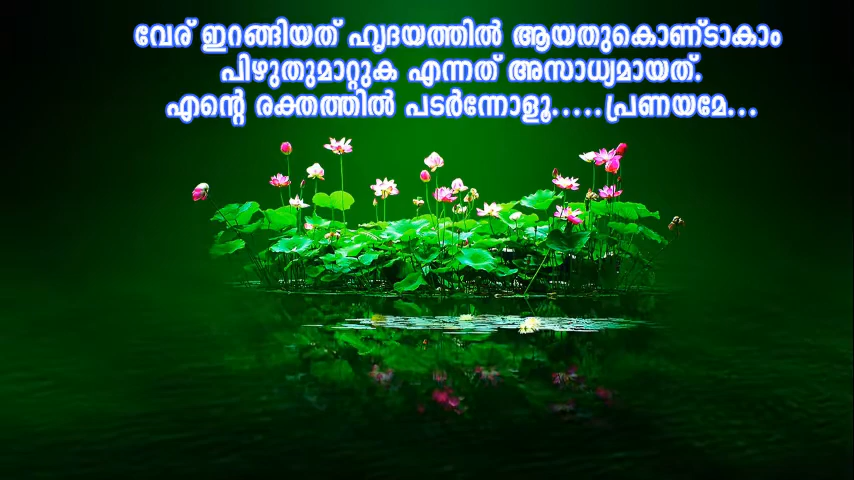 വേര് ഇറങ്ങിയത് ഹൃദയത്തിൽ ആയതുകൊണ്ടാകാം
പിഴുതുമാറ്റുക എന്നത് അസാധ്യമായത്.
എന്റെ രക്തത്തിൽ പടർന്നോളൂ.....പ്രണയമേ...